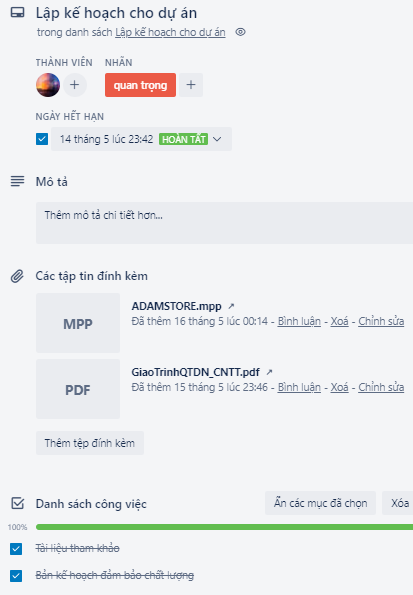 Lập kế hoạch cho dự án
trong danh sách Lập kế hoạch cho dự án
THÀNH VIÊN NHÃN
+ quan trọng +
NGÀY HẾT HẠN
14 tháng 5 lúc 23:42 HOÀN TẤT
Mô tả
Thêm mô tả chi tiết hơn...
Các tập tin đính kèm
MPP
ADAMSTORE.mpp ↗
Đã thêm 16 tháng 5 lúc 00:14 - Bình luận - Xoá - Chỉnh sửa
PDF
GiaoTrinhQTDN_CNTT.pdf ↗
Đã thêm 15 tháng 5 lúc 23:46 - Bình luận - Xoá - Chỉnh sửa
Thêm tệp đính kèm
Danh sách công việc Ẩn các mục đã chọn Xóa
100%
Tài liệu tham khảo
Bản kế hoạch đảm bảo chất lượng